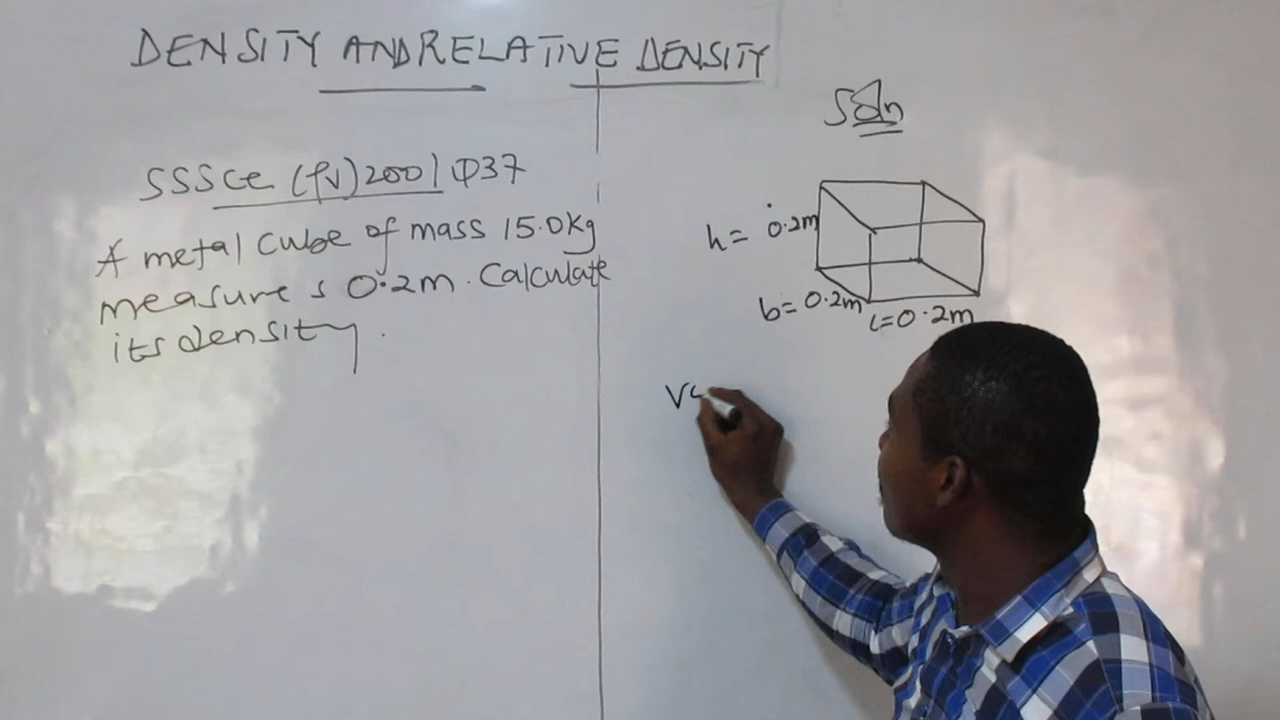 DENSITY AND RELATIVE DENSITY
SSSCE (fv) 2001 Q37
A metal cube of mass 15.0kg
measures 0.2m. Calculate
its density.
Soln
h = 0.2m
b = 0.2m
l = 0.2m